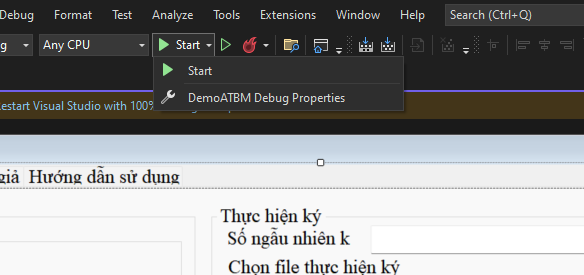 Format Test Analyze Tools Extensions Window Help Search (Ctrl+Q)
g Any CPU Start
Start
DemoATBM Debug Properties
estart Visual Studio with 100%
giả Hướng dẫn sử dụng
Thực hiện ký
Số ngẫu nhiên k
Chọn file thực hiện ký